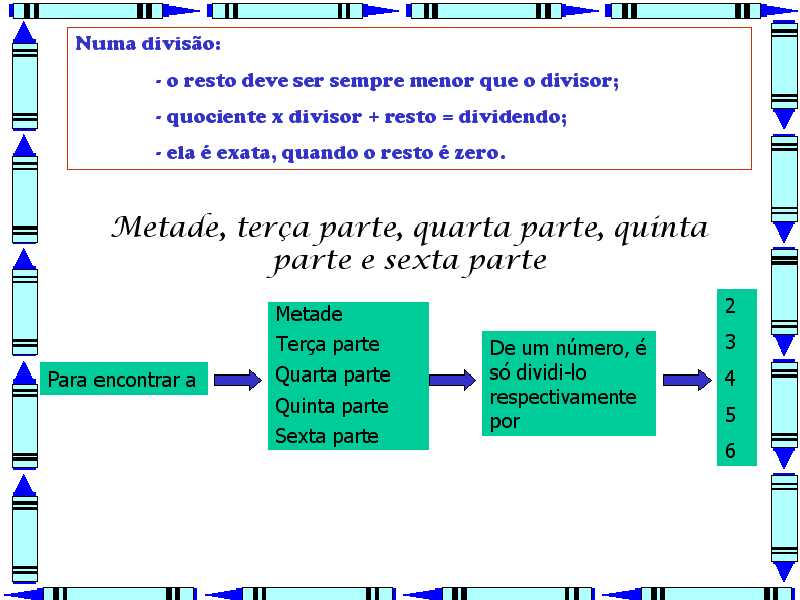 Numa divisão:
- o resto deve ser sempre menor que o divisor;
- quociente x divisor + resto = dividendo;
- ela é exata, quando o resto é zero.
Metade, terça parte, quarta parte, quinta
parte e sexta parte
Para encontrar a
Metade
Terça parte
Quarta parte
Quinta parte
Sexta parte
De um número, é
só dividi-lo
respectivamente
por
2
3
4
5
6